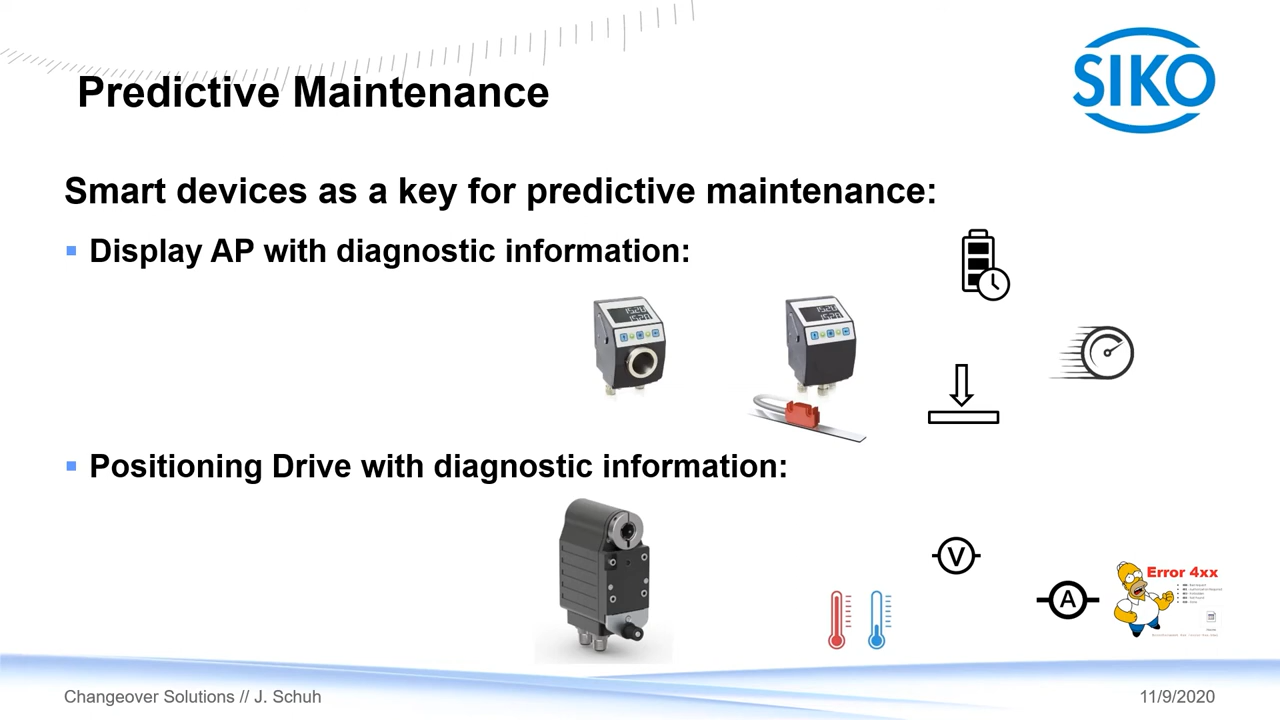 SIKO
Predictive Maintenance
Smart devices as a key for predictive maintenance:
Display AP with diagnostic information:
Positioning Drive with diagnostic information:
V
A
Error 4xx
Changeover Solutions // J. Schuh
11/9/2020